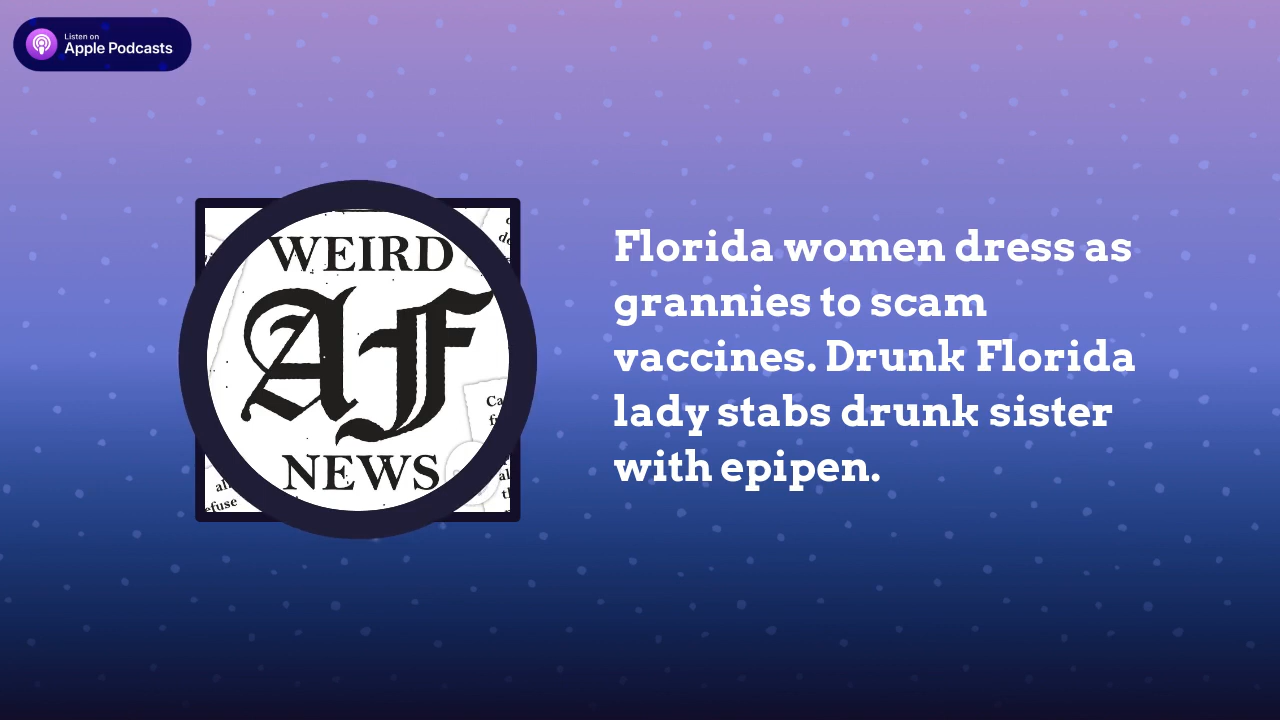 Listen on
Apple Podcasts
WEIRD
AF
NEWS
Florida women dress as
grannies to scam
vaccines. Drunk Florida
lady stabs drunk sister
with epipen.